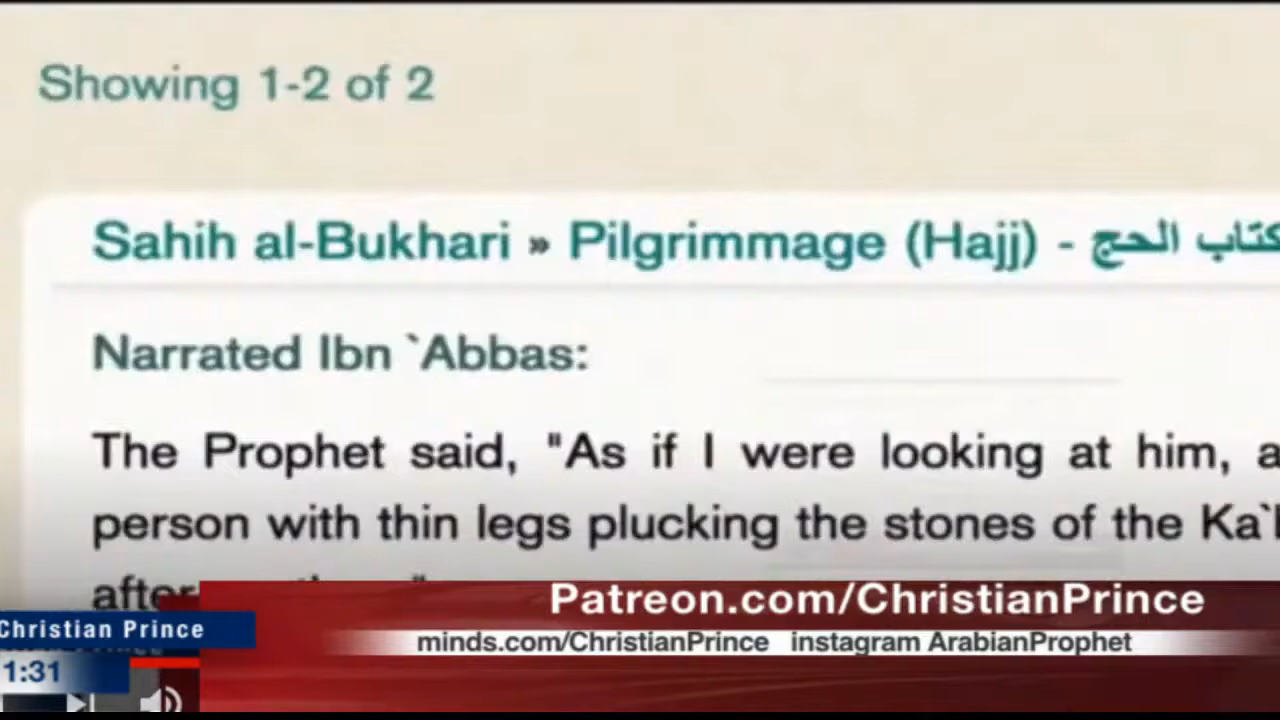 Showing 1-2 of 2
Sahih al-Bukhari » Pilgrimmage (Hajj) - كتاب الحج
Narrated Ibn `Abbas:
The Prophet said, "As if I were looking at him, a
person with thin legs plucking the stones of the Ka`
after
Patreon.com/ChristianPrince
Christian Prince
minds.com/ChristianPrince instagram ArabianProphet
1:31